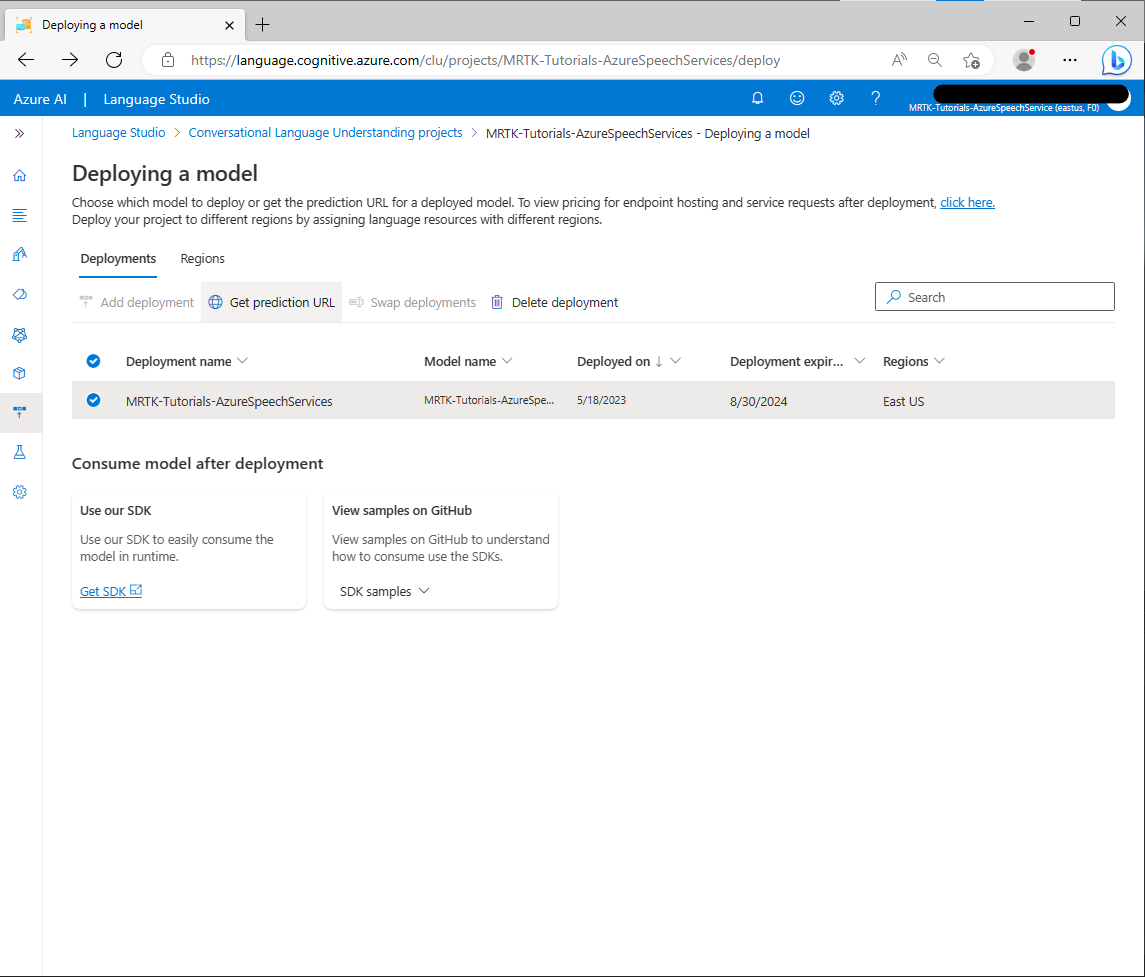 Deploying a model
https://language.cognitive.azure.com/clu/projects/MRTK-Tutorials-AzureSpeechServices/deploy
Azure AI | Language Studio
MRTK-Tutorials-AzureSpeechService (eastus, F0)
Language Studio > Conversational Language Understanding projects > MRTK-Tutorials-AzureSpeechServices - Deploying a model
Deploying a model
Choose which model to deploy or get the prediction URL for a deployed model. To view pricing for endpoint hosting and service requests after deployment, click here.
Deploy your project to different regions by assigning language resources with different regions.
Deployments Regions
Add deployment Get prediction URL Swap deployments Delete deployment Search
Deployment name Model name Deployed on ↓ Deployment expir... Regions
MRTK-Tutorials-AzureSpeechServices MRTK-Tutorials-AzureSpe... 5/18/2023 8/30/2024 East US
Consume model after deployment
Use our SDK
Use our SDK to easily consume the
model in runtime.
Get SDK
View samples on GitHub
View samples on GitHub to understand
how to consume use the SDKs.
SDK samples